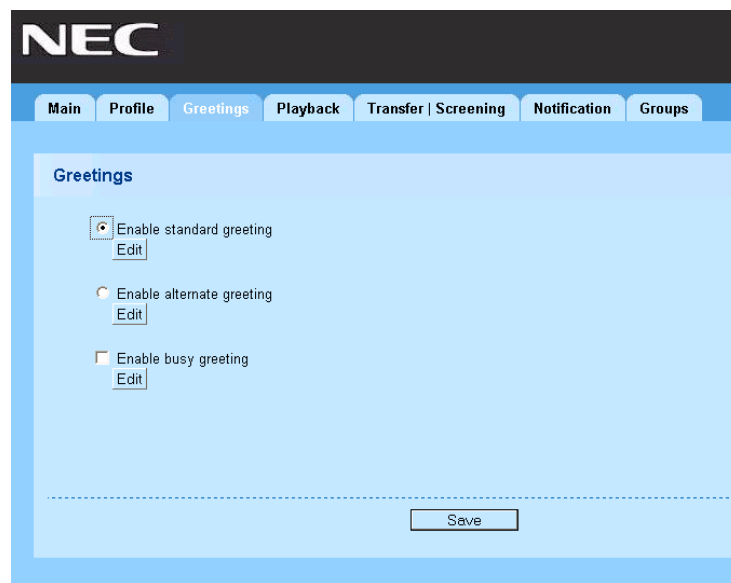 NEC
Main Profile Greetings Playback Transfer | Screening Notification Groups
Greetings
Enable standard greeting
Edit
Enable alternate greeting
Edit
Enable busy greeting
Edit
Save